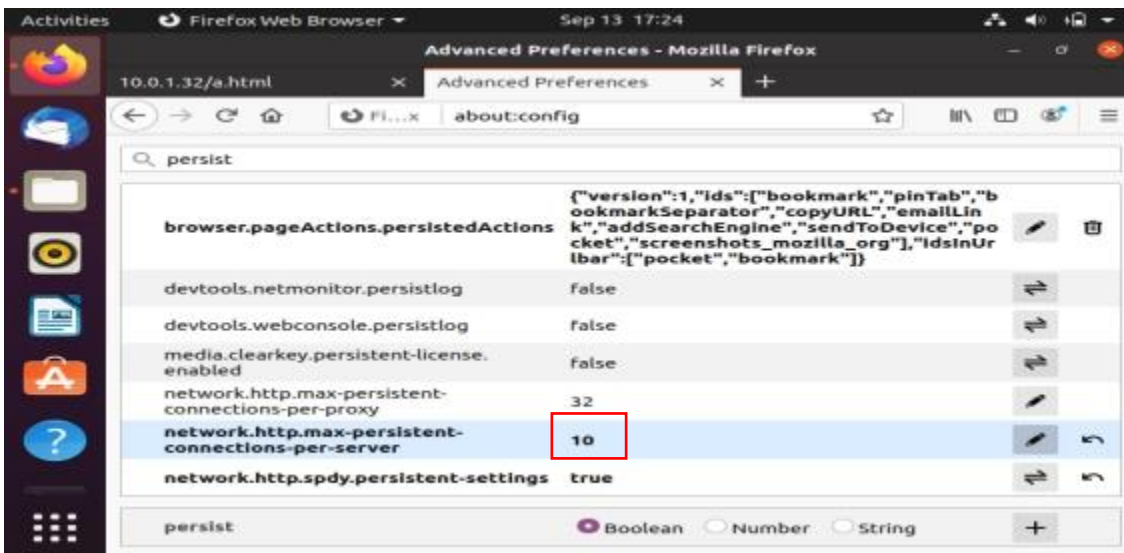 Activities Firefox Web Browser Sep 13 17:24
Advanced Preferences - Mozilla Firefox
10.0.1.32/a.html Advanced Preferences
Fi...x about:config
persist
{"version":1,"ids":["bookmark","pinTab","b
ookmarkSeparator","copyURL","emailLin
browser.pageActions.persistedActions k","addSearchEngine","sendToDevice","po
cket","screenshots_mozilla_org"],"idsInUr
lbar":["pocket","bookmark"]}
devtools.netmonitor.persistlog false
devtools.webconsole.persistlog false
media.clearkey.persistent-license.
enabled false
network.http.max-persistent-
connections-per-proxy 32
network.http.max-persistent-
connections-per-server 10
network.http.spdy.persistent-settings true
persist Boolean Number String